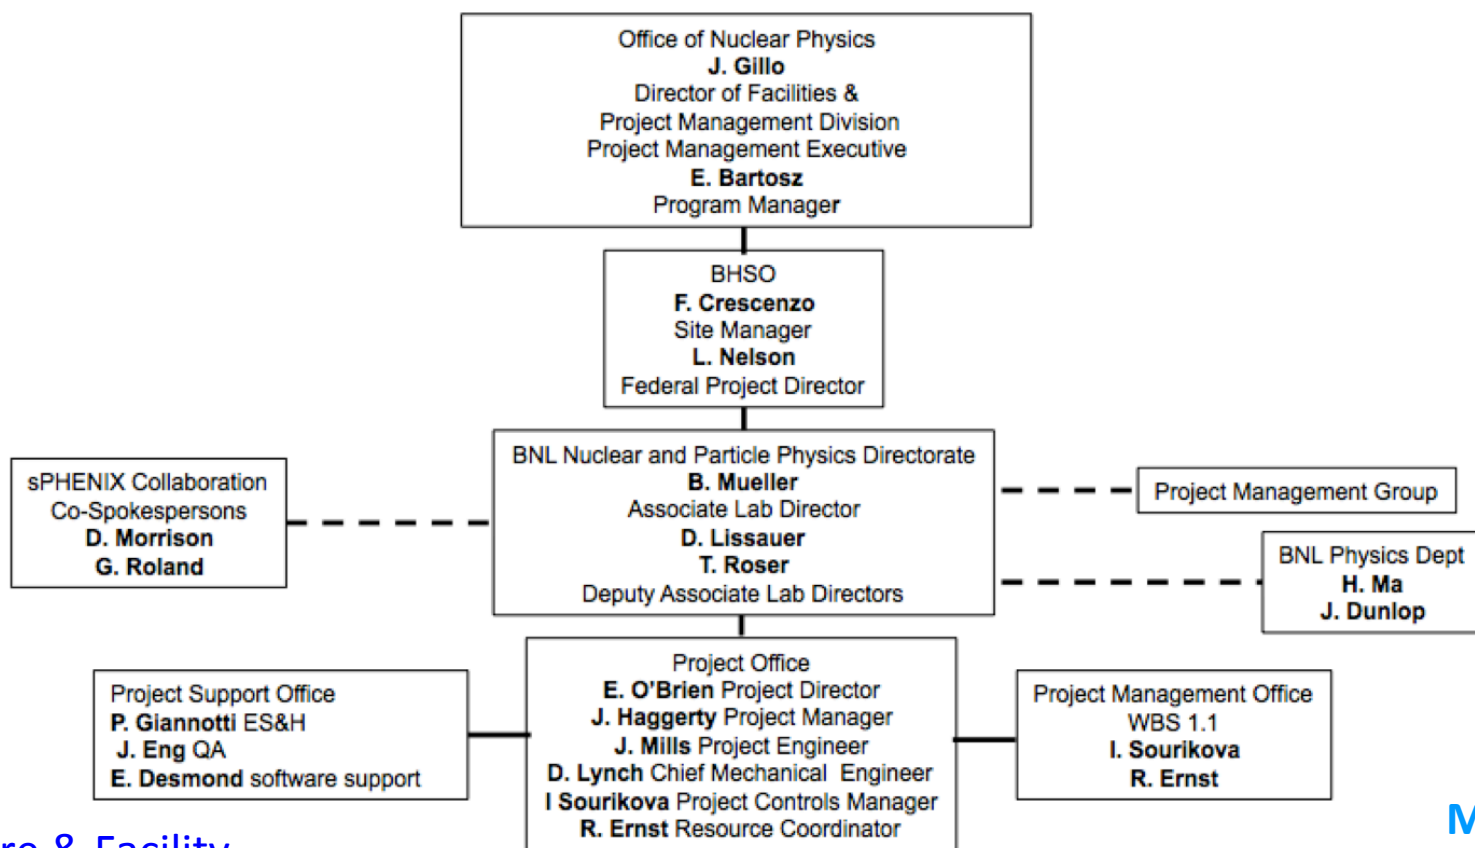 Office of Nuclear Physics
J. Gillo
Director of Facilities &
Project Management Division
Project Management Executive
E. Bartosz
Program Manager
BHSO
F. Crescenzo
Site Manager
L. Nelson
Federal Project Director
BNL Nuclear and Particle Physics Directorate
B. Mueller
Associate Lab Director
D. Lissauer
T. Roser
Deputy Associate Lab Directors
sPHENIX Collaboration
Co-Spokespersons
D. Morrison
G. Roland
Project Management Group
BNL Physics Dept
H. Ma
J. Dunlop
Project Support Office
P. Giannotti ES&H
J. Eng QA
E. Desmond software support
Project Office
E. O'Brien Project Director
J. Haggerty Project Manager
J. Mills Project Engineer
D. Lynch Chief Mechanical Engineer
I Sourikova Project Controls Manager
R. Ernst Resource Coordinator
Project Management Office
WBS 1.1
I. Sourikova
R. Ernst
& Facility